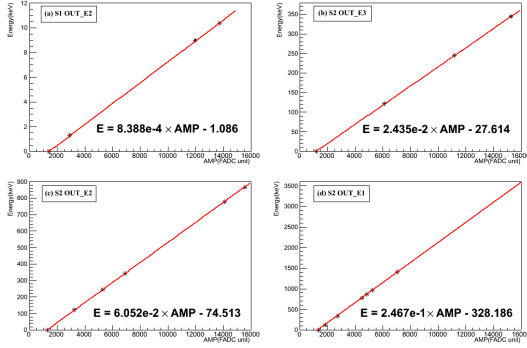 (a) S1 OUT_E2
Energy(keV)
12
10
8
6
4
2
0
0 2000 4000 6000 8000 10000 12000 14000 16000
AMP(FADC unit)
E = 8.388e-4 × AMP - 1.086
(b) S2 OUT_E3
Energy(keV)
350
300
250
200
150
100
50
0
0 2000 4000 6000 8000 10000 12000 14000 16000
AMP(FADC unit)
E = 2.435e-2 × AMP - 27.614
(c) S2 OUT_E2
Energy(keV)
900
800
700
600
500
400
300
200
100
0
0 2000 4000 6000 8000 10000 12000 14000 16000
AMP(FADC unit)
E = 6.052e-2 × AMP - 74.513
(d) S2 OUT_E1
Energy(keV)
3500
3000
2500
2000
1500
1000
500
0
0 2000 4000 6000 8000 10000 12000 14000 16000
AMP(FADC unit)
E = 2.467e-1 × AMP - 328.186